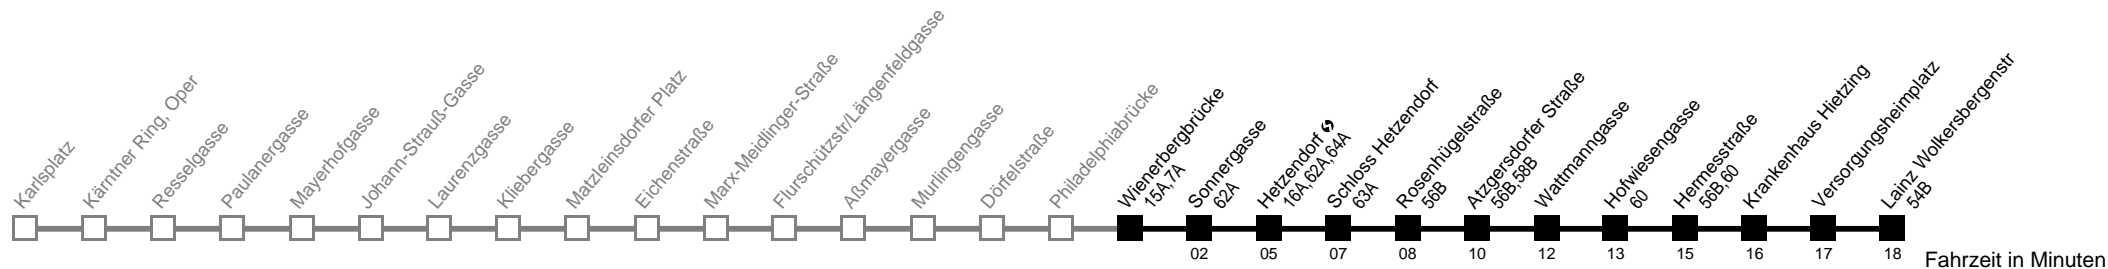 Karlsplatz
Kärntner Ring, Oper
Resselgasse
Paulanergasse
Mayerhofgasse
Johann-Strauß-Gasse
Laurenzgasse
Kliebergasse
Matzleinsdorfer Platz
Eichenstraße
Marx-Meidlinger-Straße
Flurschützstr/Längenfeldgasse
Aßmayergasse
Murlingengasse
Dörfelstraße
Philadelphiabrücke
Wienerbergbrücke
15A,7A
Sonnergasse
62A
Hetzendorf
16A,62A,64A
Schloss Hetzendorf
63A
Rosenhügelstraße
56B
Atzgersdorfer Straße
56B,58B
Wattmanngasse
Hofwiesengasse
60
Hermesstraße
56B,60
Krankenhaus Hietzing
Versorgungsheimplatz
Lainz Wolkersbergenstr
54B
02 05 07 08 10 12 13 15 16 17 18 Fahrzeit in Minuten